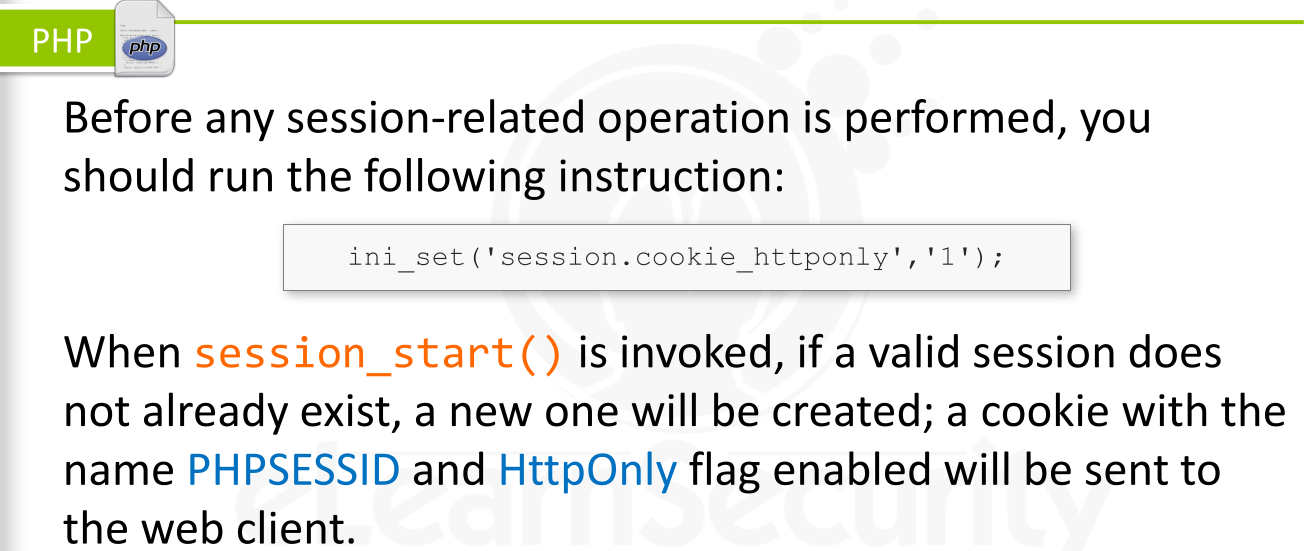 PHP
php
Before any session-related operation is performed, you
should run the following instruction:
ini_set('session.cookie_httponly','1');
When session_start() is invoked, if a valid session does
not already exist, a new one will be created; a cookie with the
name PHPSESSID and HttpOnly flag enabled will be sent to
the web client.
eLearnSecurity